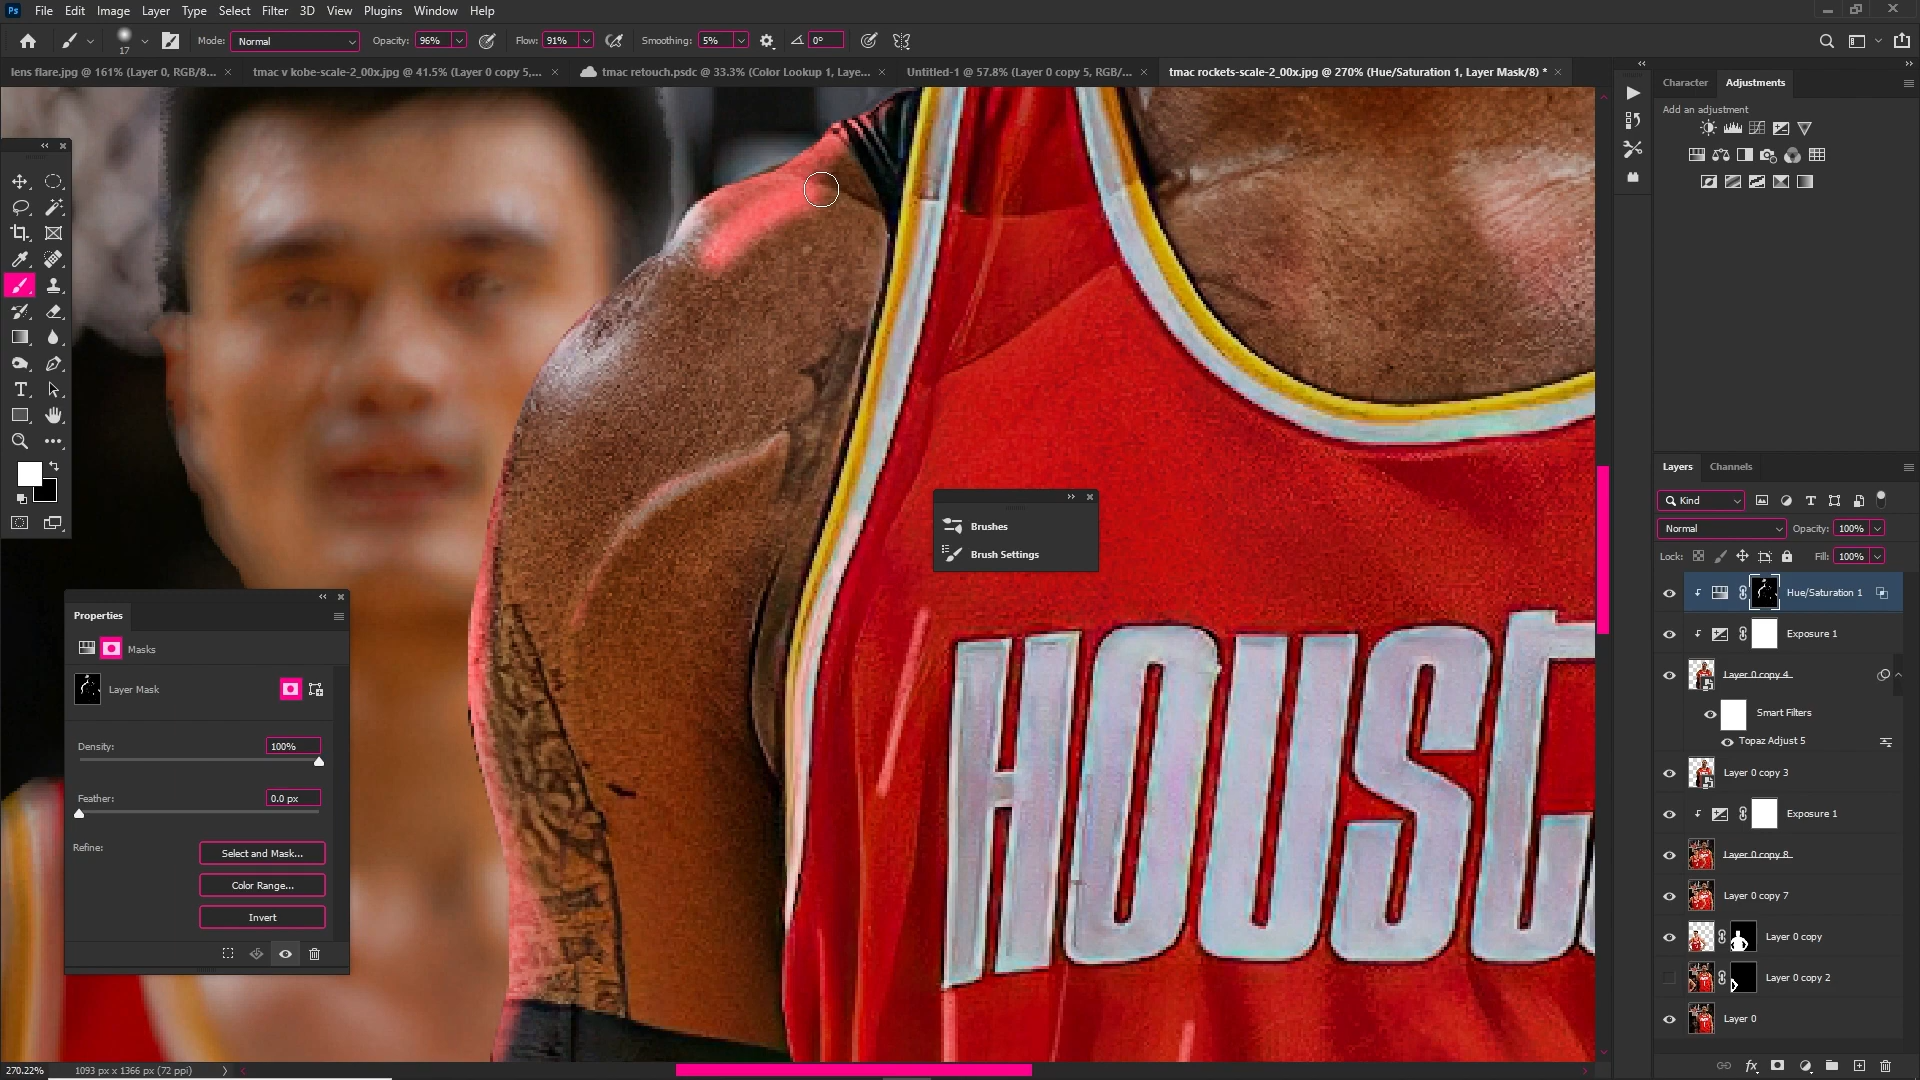 Ps File Edit Image Layer Type Select Filter 3D View Plugins Window Help
17 Mode: Normal Opacity: 96% Flow: 91% Smoothing: 5% 0°
lens flare.jpg @ 161% (Layer 0, RGB/8... tmac v kobe-scale-2_00x.jpg @ 41.5% (Layer 0 copy 5,... tmac retouch.psdc @ 33.3% (Color Lookup 1, Laye... Untitled-1 @ 57.8% (Layer 0 copy 5, RGB/... tmac rockets-scale-2_00x.jpg @ 270% (Hue/Saturation 1, Layer Mask/8) *
Character Adjustments
Add an adjustment
Layers Channels
Kind
Normal Opacity: 100%
Lock: Fill: 100%
Hue/Saturation 1
Exposure 1
Layer 0 copy 4
Smart Filters
Topaz Adjust 5
Layer 0 copy 3
Exposure 1
Layer 0 copy 8
Layer 0 copy 7
Layer 0 copy
Layer 0 copy 2
Layer 0
Brushes
Brush Settings
HOUST
Properties
Masks
Layer Mask
Density: 100%
Feather: 0.0 px
Refine: Select and Mask...
Color Range...
Invert
270.22% 1093 px x 1366 px (72 ppi)